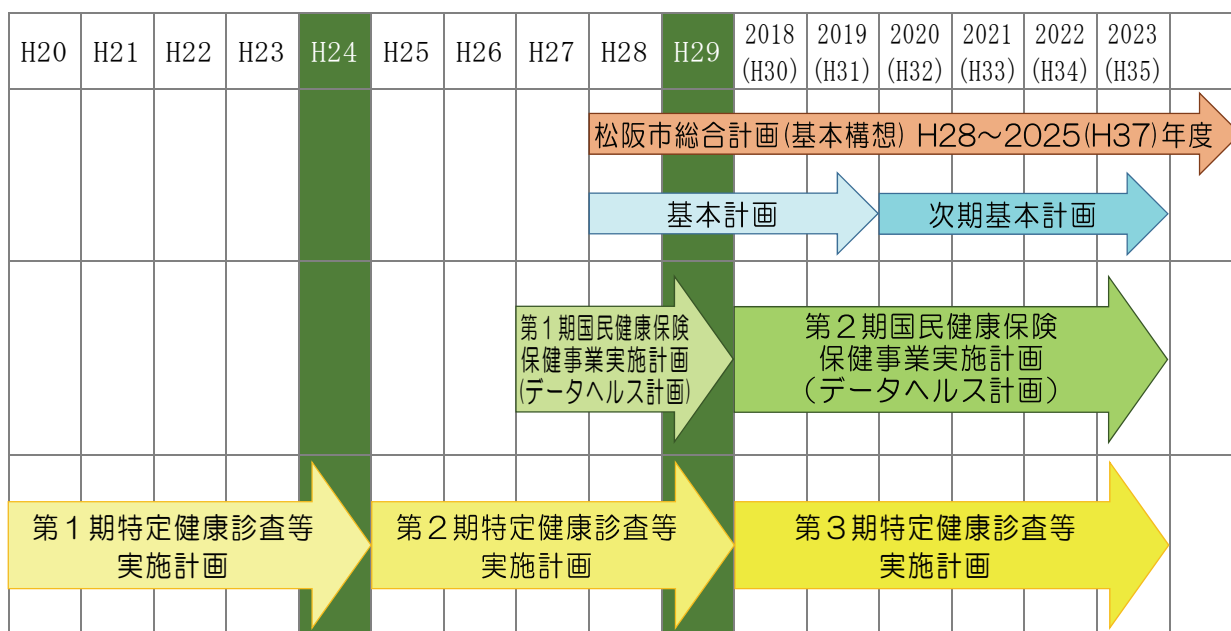 H20 H21 H22 H23 H24 H25 H26 H27 H28 H29 2018 2019 2020 2021 2022 2023
(H30) (H31) (H32) (H33) (H34) (H35)
松阪市総合計画(基本構想) H28～2025(H37)年度
基本計画 次期基本計画
第１期国民健康保険
保健事業実施計画
(データヘルス計画)
第２期国民健康保険
保健事業実施計画
（データヘルス計画）
第１期特定健康診査等
実施計画
第２期特定健康診査等
実施計画
第３期特定健康診査等
実施計画